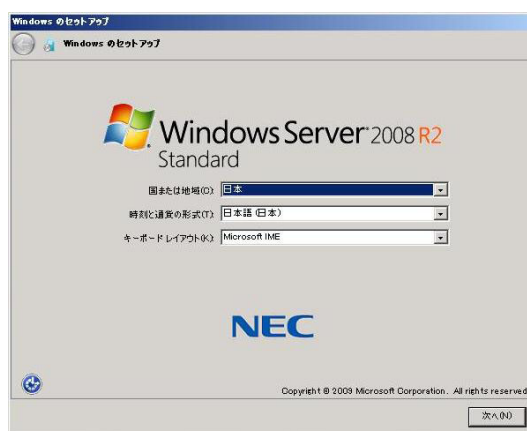 Windows のセットアップ
Windows のセットアップ
Windows Server 2008 R2
Standard
国または地域(O): 日本
時刻と通貨の形式(T): 日本語 (日本)
キーボード レイアウト(K): Microsoft IME
NEC
Copyright © 2009 Microsoft Corporation. All rights reserved
次へ(N)